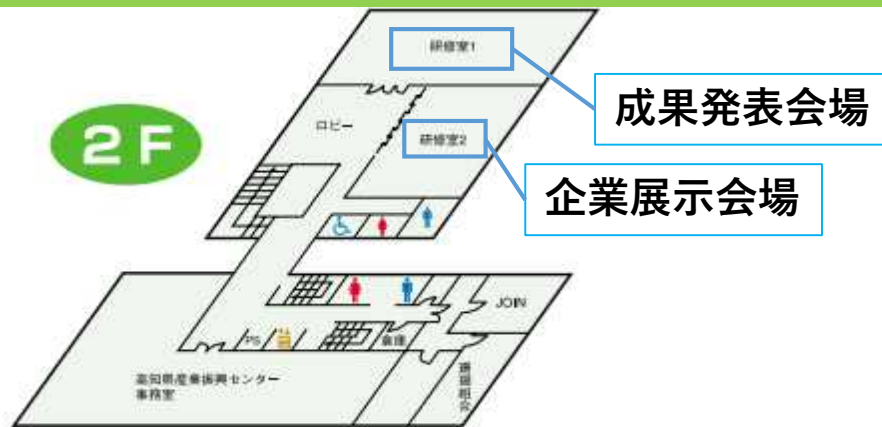 研修室1
成果発表会場
ロビー
2F
研修室2
企業展示会場
JOIN
PS
倉庫
高知県産業振興センター
事務室